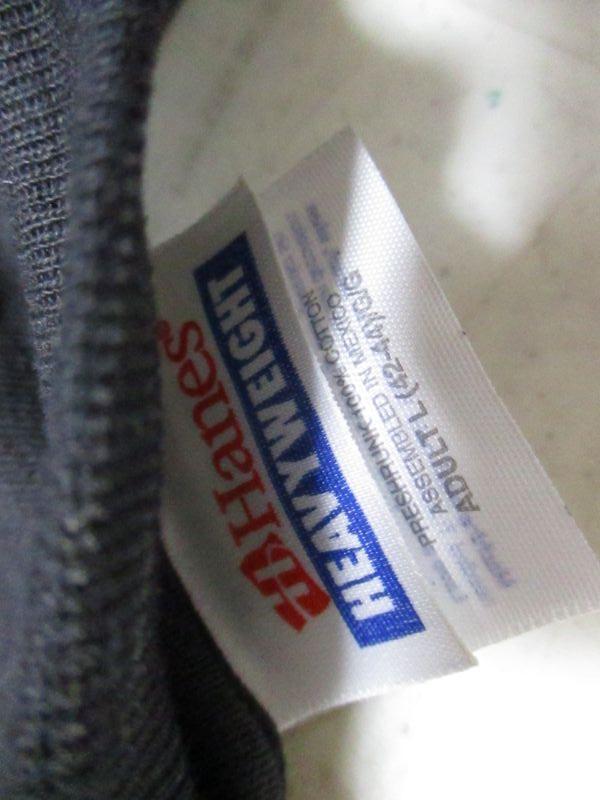 Hanes
HEAVYWEIGHT
PRESHRUNK 100% COTTON
ASSEMBLED IN MEXICO
ADULT L (42-44)/G/G